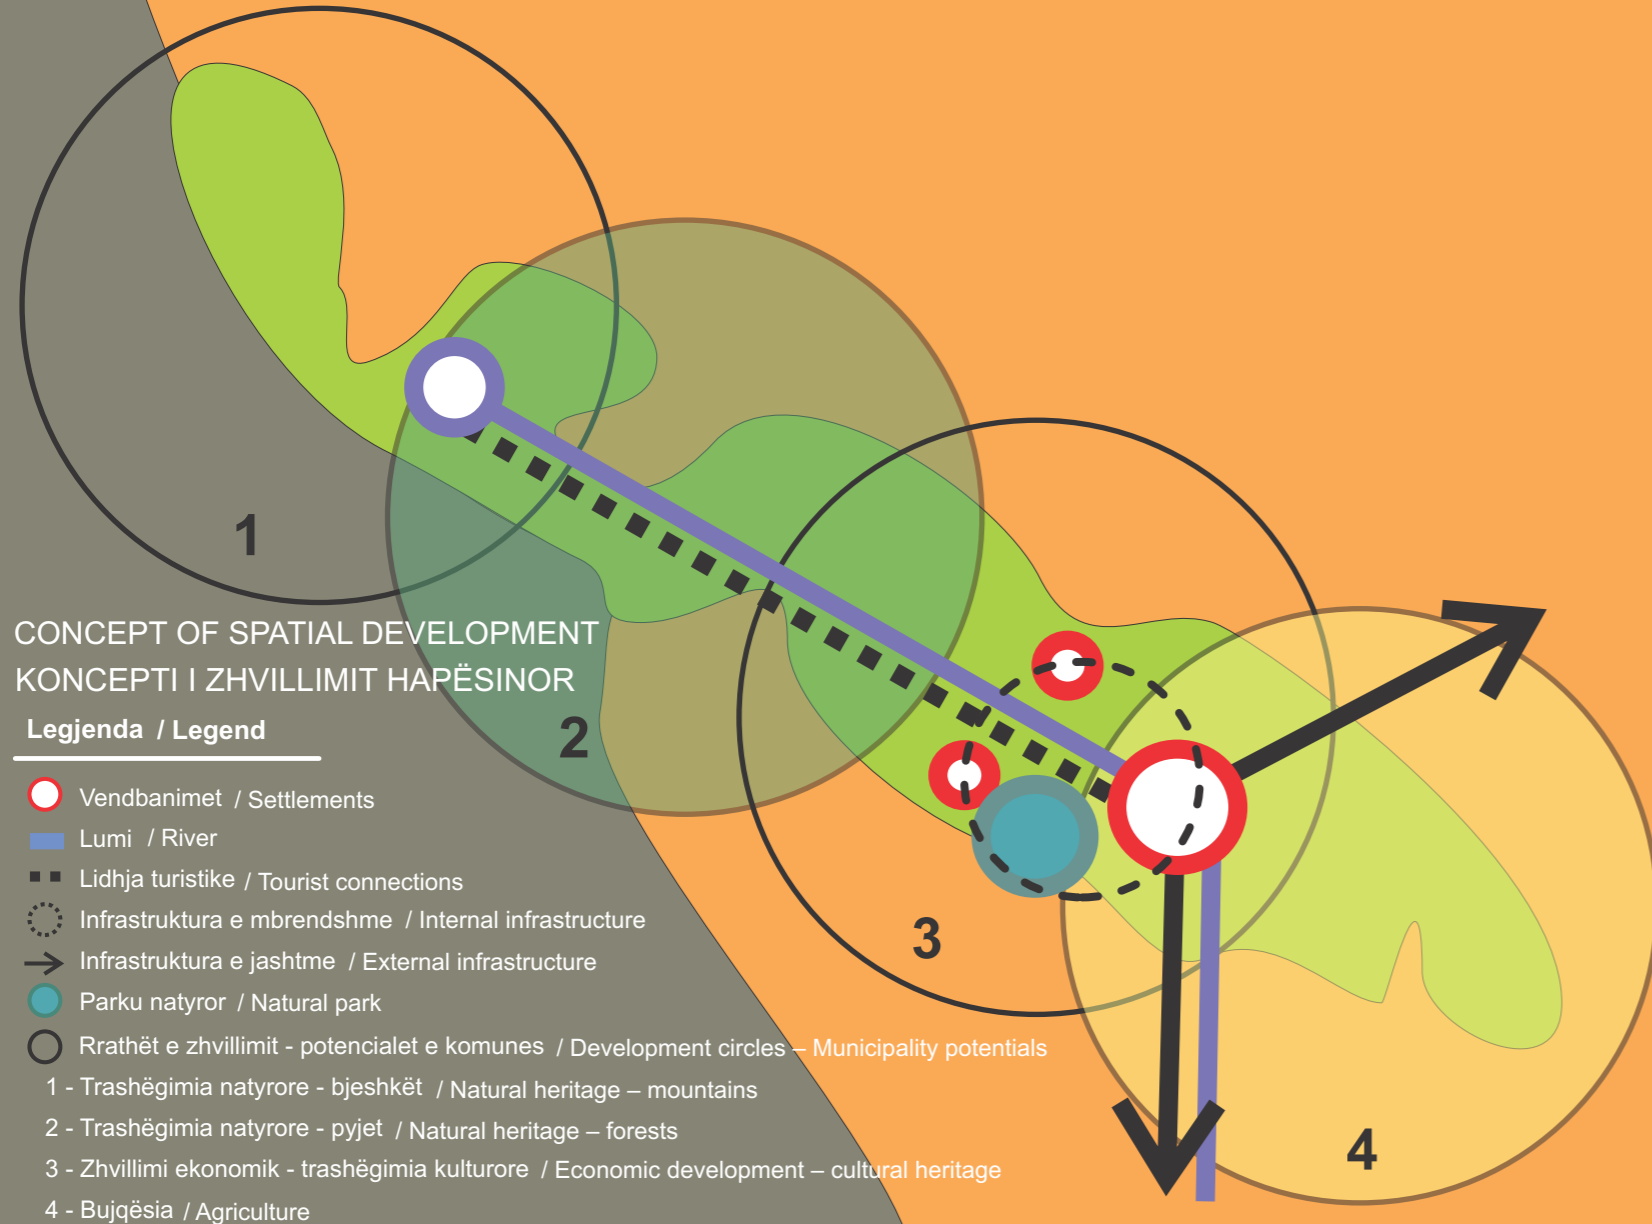 1
2
3
4
CONCEPT OF SPATIAL DEVELOPMENT
KONCEPTI I ZHVILLIMIT HAPËSINOR
Legjenda / Legend
Vendbanimet / Settlements
Lumi / River
Lidhja turistike / Tourist connections
Infrastruktura e mbrendshme / Internal infrastructure
Infrastruktura e jashtme / External infrastructure
Parku natyror / Natural park
Rrathët e zhvillimit - potencialet e komunes / Development circles – Municipality potentials
1 - Trashëgimia natyrore - bjeshkët / Natural heritage – mountains
2 - Trashëgimia natyrore - pyjet / Natural heritage – forests
3 - Zhvillimi ekonomik - trashëgimia kulturore / Economic development – cultural heritage
4 - Bujqësia / Agriculture